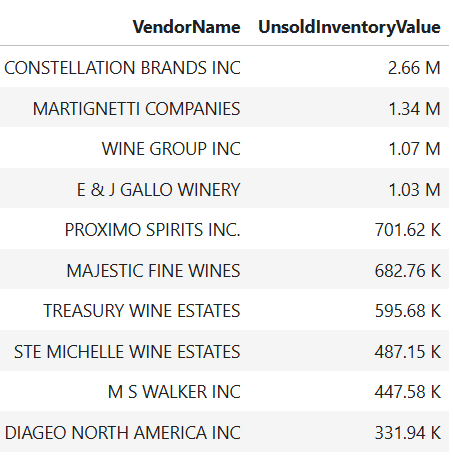 VendorName UnsoldInventoryValue
CONSTELLATION BRANDS INC 2.66 M
MARTIGNETTI COMPANIES 1.34 M
WINE GROUP INC 1.07 M
E & J GALLO WINERY 1.03 M
PROXIMO SPIRITS INC. 701.62 K
MAJESTIC FINE WINES 682.76 K
TREASURY WINE ESTATES 595.68 K
STE MICHELLE WINE ESTATES 487.15 K
M S WALKER INC 447.58 K
DIAGEO NORTH AMERICA INC 331.94 K